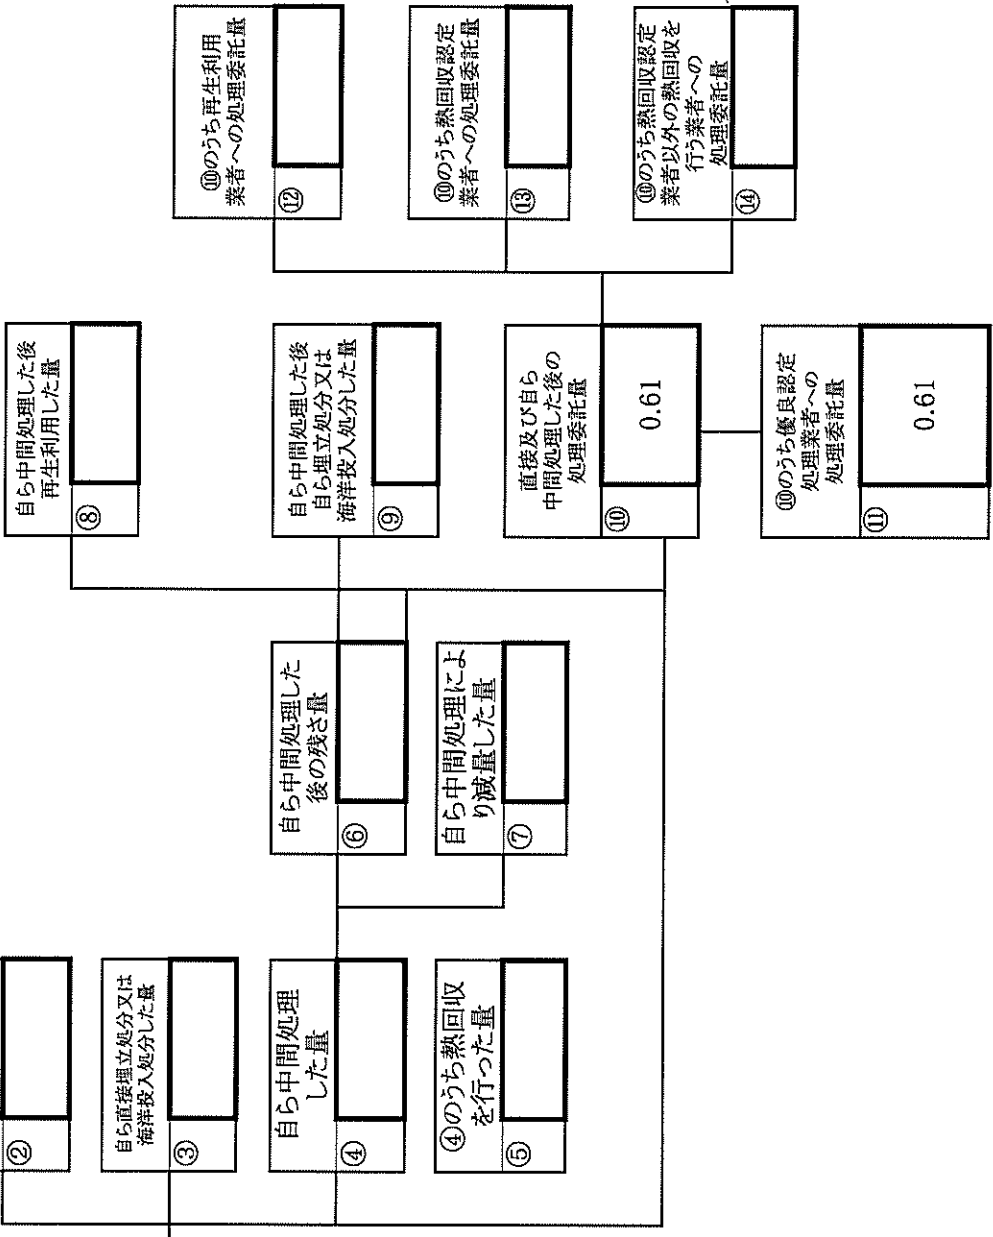 ②
自ら直接埋立処分又は
海洋投入処分した量
③
自ら中間処理
した量
④
④のうち熱回収
を行った量
⑤
自ら中間処理した
後の残さ量
⑥
自ら中間処理によ
り減量した量
⑦
自ら中間処理した後
再生利用した量
⑧
自ら中間処理した後
自ら埋立処分又は
海洋投入処分した量
⑨
直接及び自ら
中間処理した後の
処理委託量
⑩
0.61
⑩のうち優良認定
処理業者への
処理委託量
⑪
0.61
⑩のうち再生利用
業者への処理委託量
⑫
⑩のうち熱回収認定
業者への処理委託量
⑬
⑩のうち熱回収認定
業者以外の熱回収を
行う業者への
処理委託量
⑭